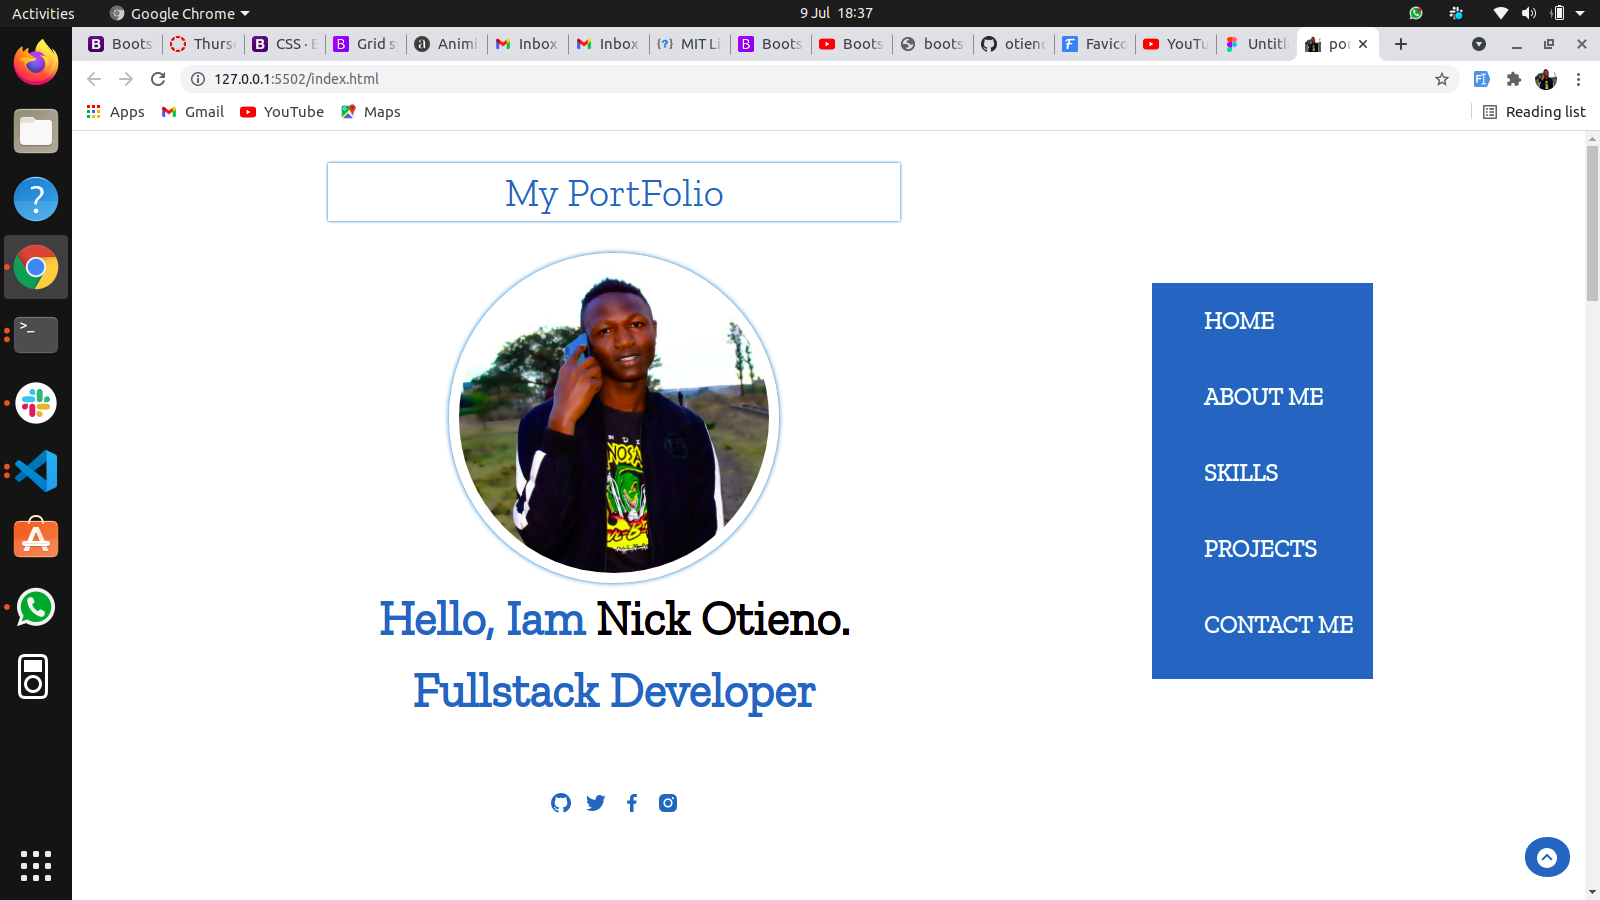 Activities
Google Chrome
9 Jul 18:37
Boots
Thurs
CSS · B
Grid s
Animi
Inbox
Inbox
MIT Li
Boots
Boots
boots
otien
Favico
YouTu
Untitl
por
127.0.0.1:5502/index.html
Apps
Gmail
YouTube
Maps
Reading list
My PortFolio
HOME
ABOUT ME
SKILLS
PROJECTS
CONTACT ME
Hello, Iam Nick Otieno.
Fullstack Developer